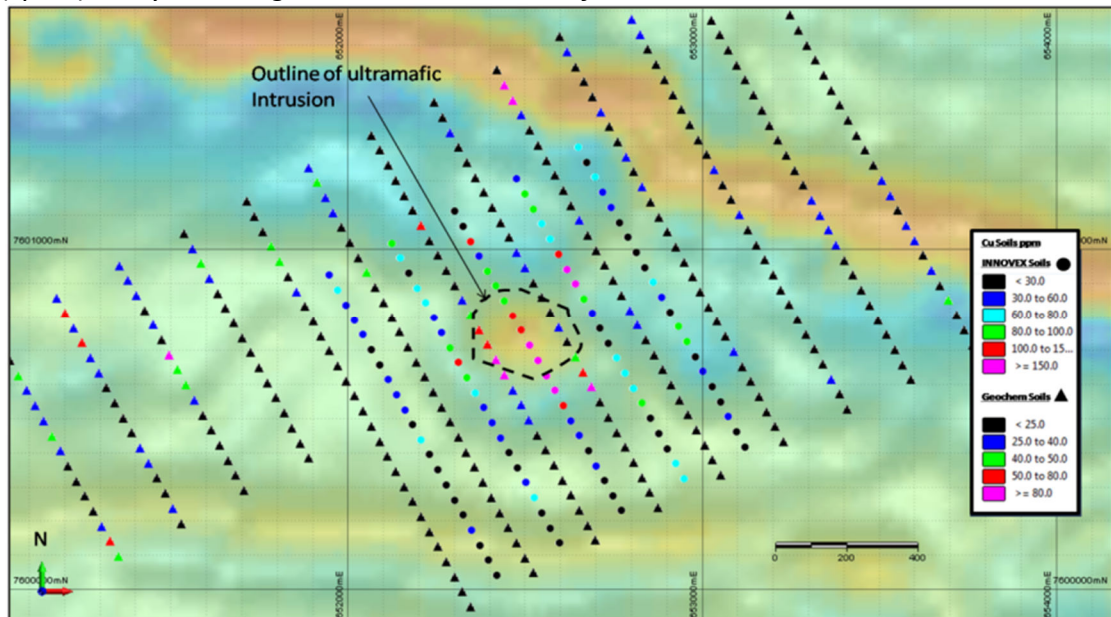 652000mE
653000mE
654000mE
Outline of ultramafic
Intrusion
7601000mN
Cu Soils ppm
INNOVEX Soils
< 30.0
30.0 to 60.0
60.0 to 80.0
80.0 to 100.0
100.0 to 15...
>= 150.0
Geochem Soils
< 25.0
25.0 to 40.0
40.0 to 50.0
50.0 to 80.0
>= 80.0
N
0 200 400
7600000mN
7600000mN
652000mE
653000mE
654000mE